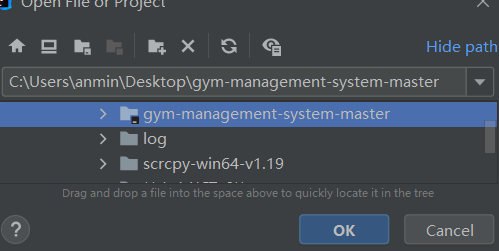 Open File or Project
Hide path
C:\Users\anmin\Desktop\gym-management-system-master
gym-management-system-master
log
scrcpy-win64-v1.19
Drag and drop a file into the space above to quickly locate it in the tree
?
OK
Cancel